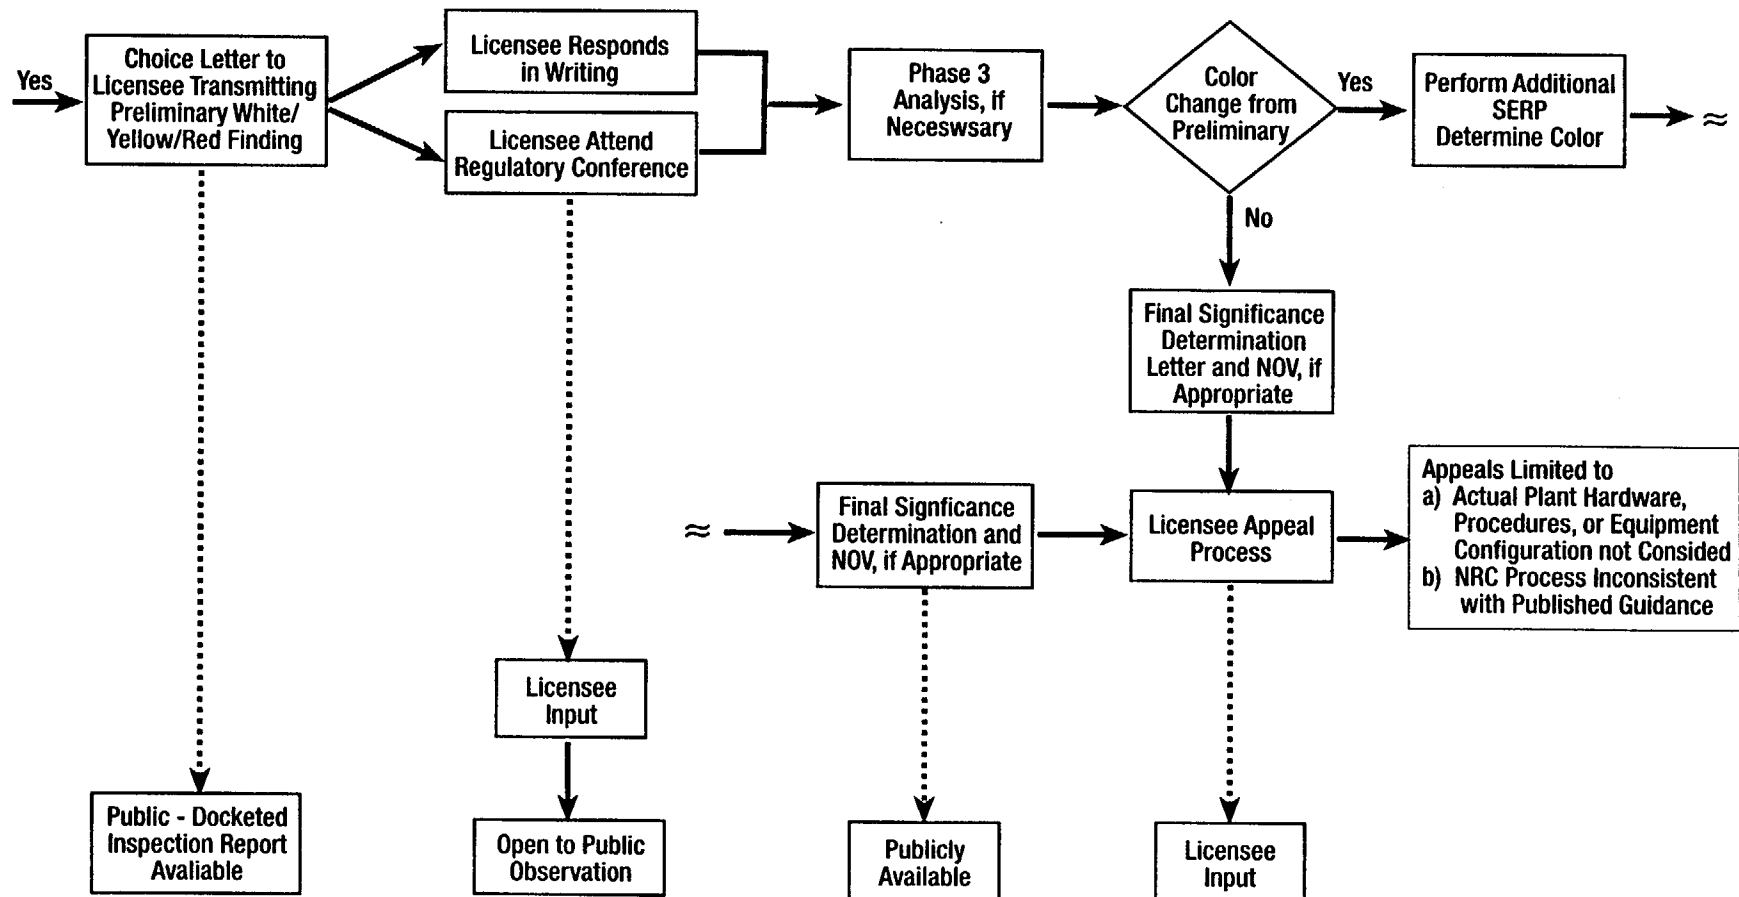 Yes
Choice Letter to
Licensee Transmitting
Preliminary White/
Yellow/Red Finding
Licensee Responds
in Writing
Licensee Attend
Regulatory Conference
Phase 3
Analysis, if
Neceswsary
Color
Change from
Preliminary
Yes
Perform Additional
SERP
Determine Color
≈
No
Final Significance
Determination
Letter and NOV, if
Appropriate
≈
Final Signficance
Determination and
NOV, if Appropriate
Licensee Appeal
Process
Appeals Limited to
a) Actual Plant Hardware,
Procedures, or Equipment
Configuration not Consided
b) NRC Process Inconsistent
with Published Guidance
Licensee
Input
Public - Docketed
Inspection Report
Avaliable
Open to Public
Observation
Publicly
Available
Licensee
Input